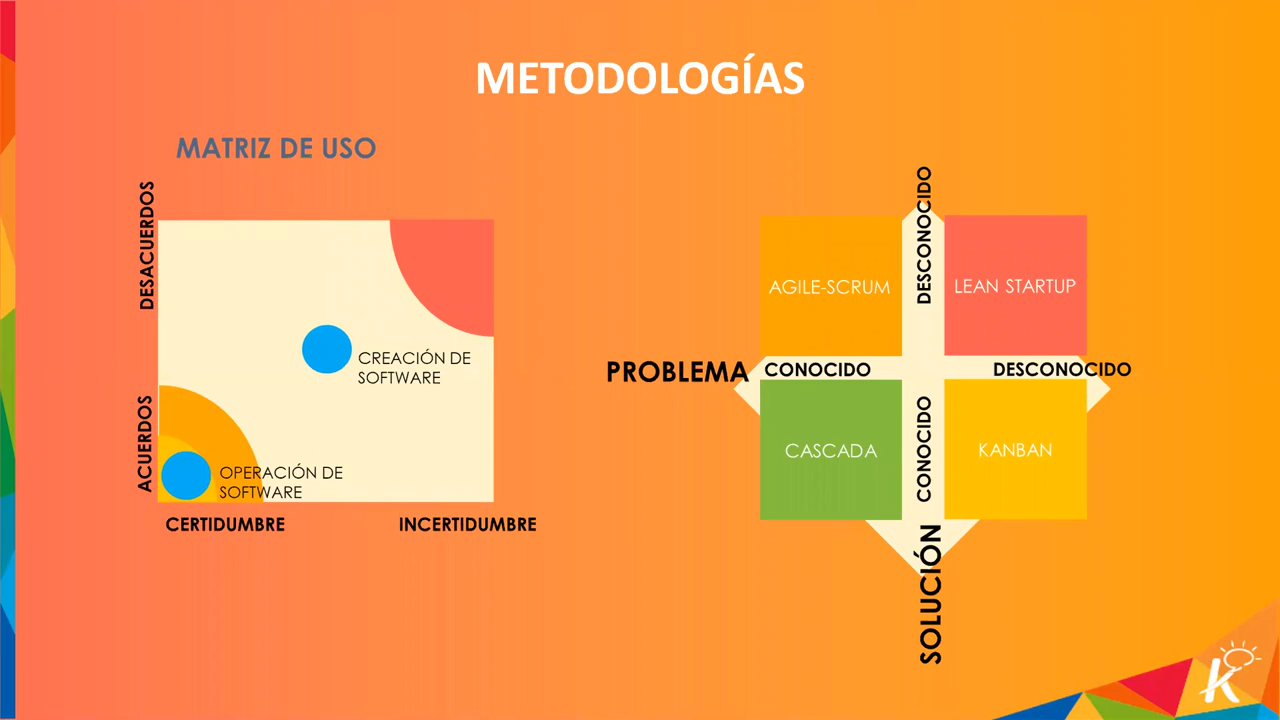 METODOLOGÍAS
MATRIZ DE USO
DESACUERDOS
ACUERDOS
CREACIÓN DE
SOFTWARE
OPERACIÓN DE
SOFTWARE
CERTIDUMBRE
INCERTIDUMBRE
DESCONOCIDO
AGILE-SCRUM
LEAN STARTUP
PROBLEMA
CONOCIDO
DESCONOCIDO
CONOCIDO
CASCADA
KANBAN
SOLUCIÓN
K